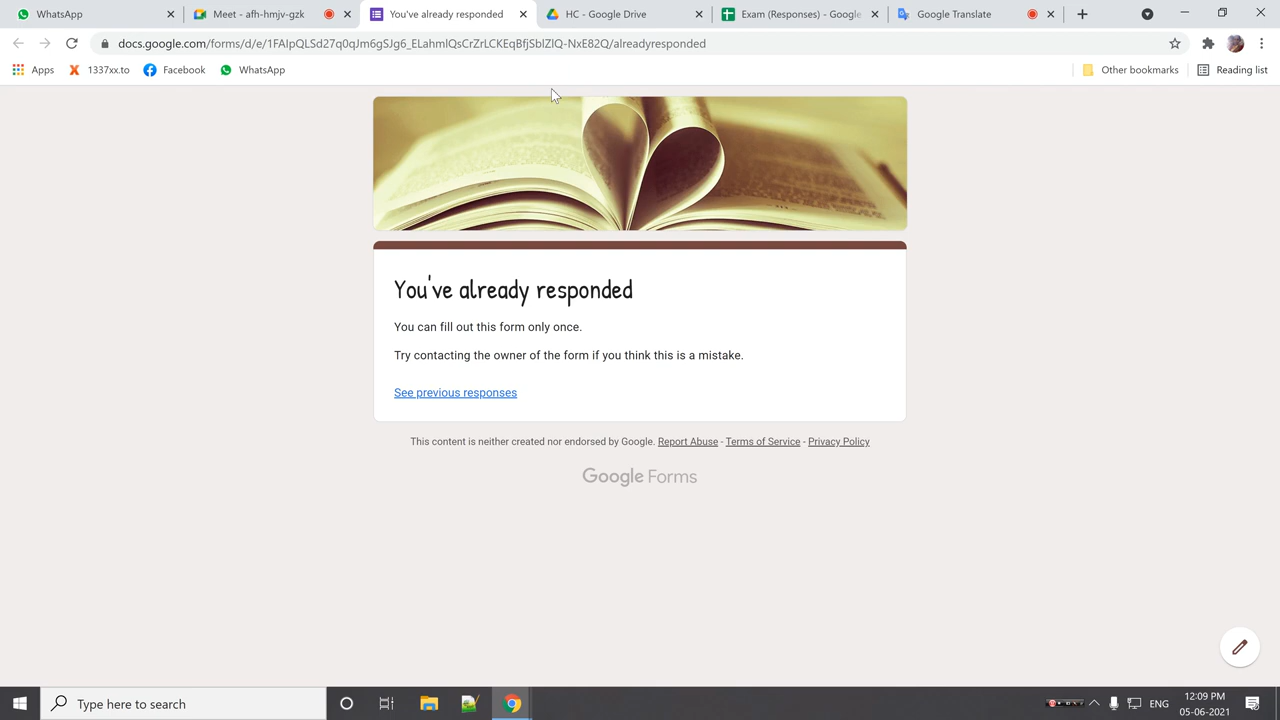 WhatsApp
Meet - afh-hmjv-gzk
You've already responded
HC - Google Drive
Exam (Responses) - Google
Google Translate
docs.google.com/forms/d/e/1FAIpQLSd27q0qJm6gSJg6_ELahmlQsCrZrLCKEqBfjSbIZIQ-NxE82Q/alreadyresponded
Apps
1337xx.to
Facebook
WhatsApp
Other bookmarks
Reading list
You've already responded
You can fill out this form only once.
Try contacting the owner of the form if you think this is a mistake.
See previous responses
This content is neither created nor endorsed by Google. Report Abuse - Terms of Service - Privacy Policy
Google Forms
Type here to search
ENG
12:09 PM
05-06-2021